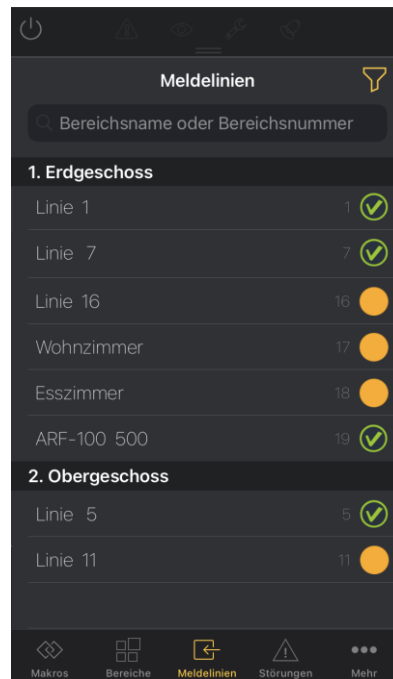 Meldelinien
Bereichsname oder Bereichsnummer
1. Erdgeschoss
Linie 1 1
Linie 7 7
Linie 16 16
Wohnzimmer 17
Esszimmer 18
ARF-100 500 19
2. Obergeschoss
Linie 5 5
Linie 11 11
Makros Bereiche Meldelinien Störungen Mehr